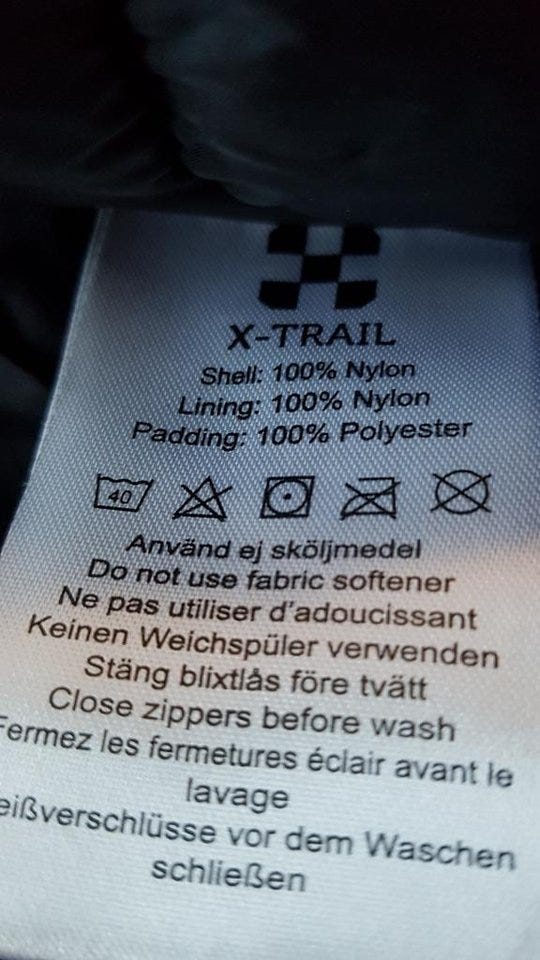 X-TRAIL
Shell: 100% Nylon
Lining: 100% Nylon
Padding: 100% Polyester
40
Använd ej sköljmedel
Do not use fabric softener
Ne pas utiliser d'adoucissant
Keinen Weichspüler verwenden
Stäng blixtlås före tvätt
Close zippers before wash
Fermez les fermetures éclair avant le
lavage
eißverschlüsse vor dem Waschen
schließen